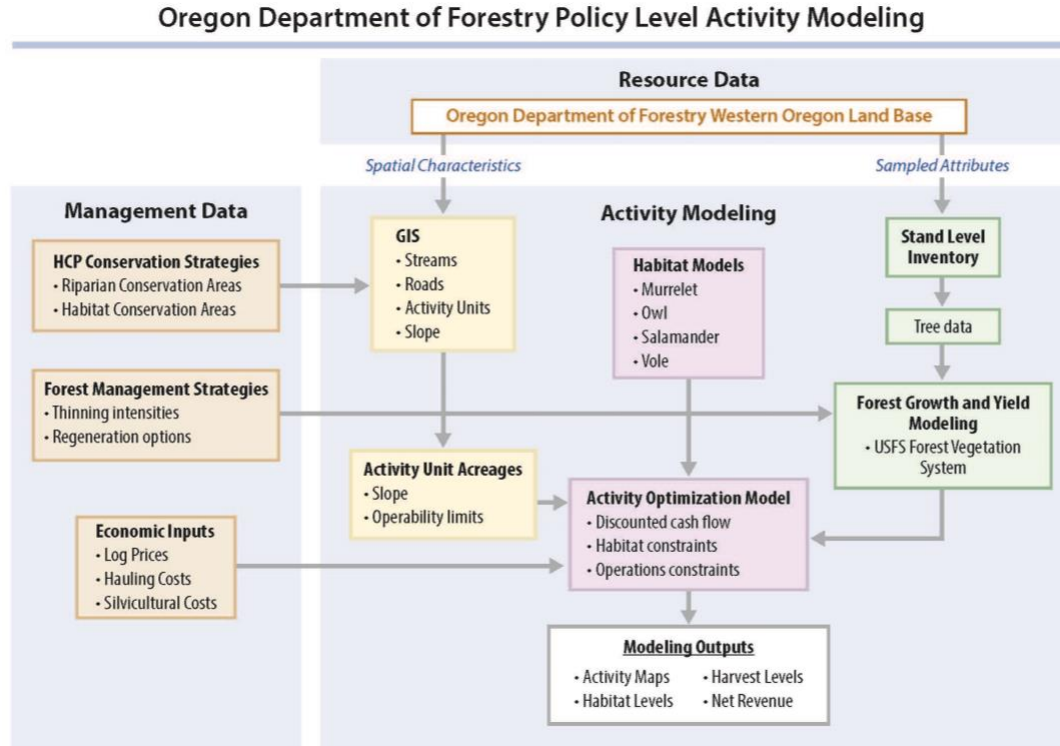 Oregon Department of Forestry Policy Level Activity Modeling
Resource Data
Oregon Department of Forestry Western Oregon Land Base
Spatial Characteristics
Sampled Attributes
Management Data
HCP Conservation Strategies
• Riparian Conservation Areas
• Habitat Conservation Areas
Forest Management Strategies
• Thinning intensities
• Regeneration options
Economic Inputs
• Log Prices
• Hauling Costs
• Silvicultural Costs
Activity Modeling
GIS
• Streams
• Roads
• Activity Units
• Slope
Activity Unit Acreages
• Slope
• Operability limits
Habitat Models
• Murrelet
• Owl
• Salamander
• Vole
Activity Optimization Model
• Discounted cash flow
• Habitat constraints
• Operations constraints
Stand Level
Inventory
Tree data
Forest Growth and Yield
Modeling
• USFS Forest Vegetation
System
Modeling Outputs
• Activity Maps
• Habitat Levels
• Harvest Levels
• Net Revenue